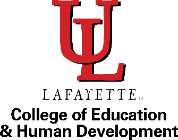 UL
LAFAYETTE
College of Education
& Human Development